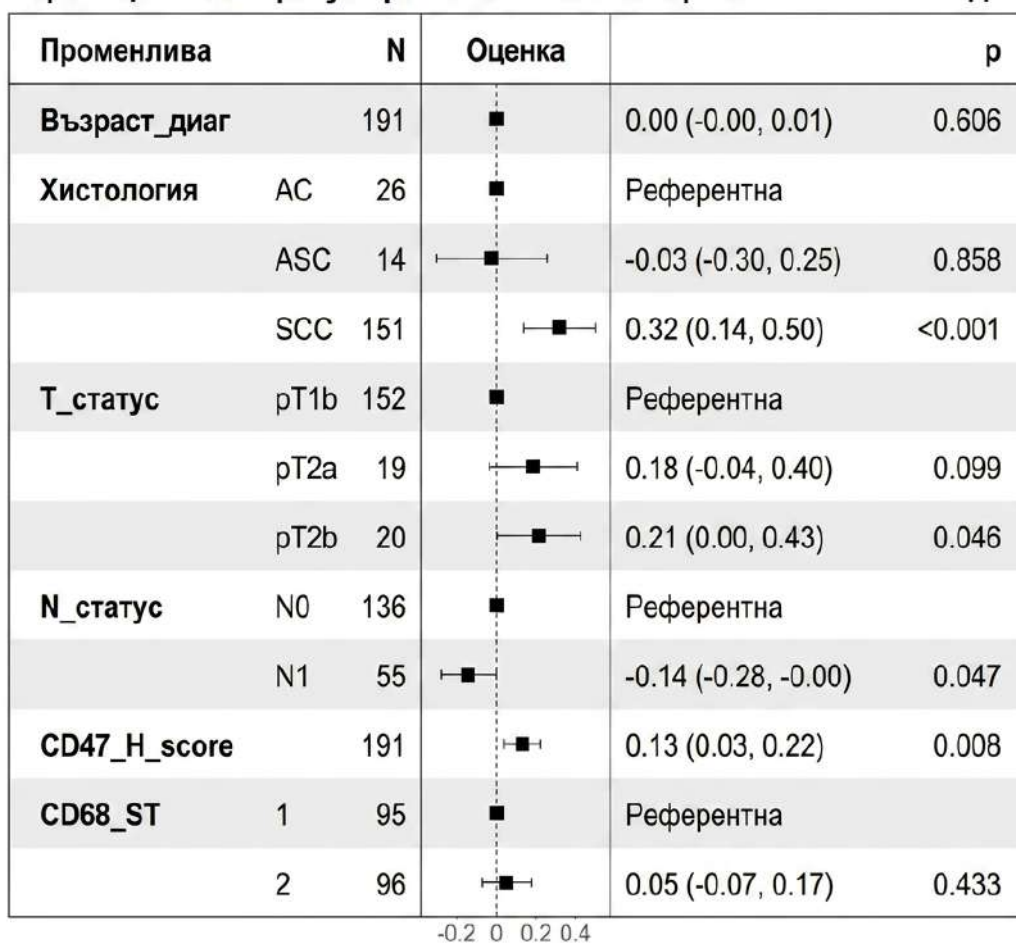 Променлива N Оценка p
Възраст_диаг 191 0.00 (-0.00, 0.01) 0.606
Хистология AC 26 Референтна
ASC 14 -0.03 (-0.30, 0.25) 0.858
SCC 151 0.32 (0.14, 0.50) <0.001
Т_статус pT1b 152 Референтна
pT2a 19 0.18 (-0.04, 0.40) 0.099
pT2b 20 0.21 (0.00, 0.43) 0.046
N_статус N0 136 Референтна
N1 55 -0.14 (-0.28, -0.00) 0.047
CD47_H_score 191 0.13 (0.03, 0.22) 0.008
CD68_ST 1 95 Референтна
2 96 0.05 (-0.07, 0.17) 0.433
-0.2 0 0.2 0.4